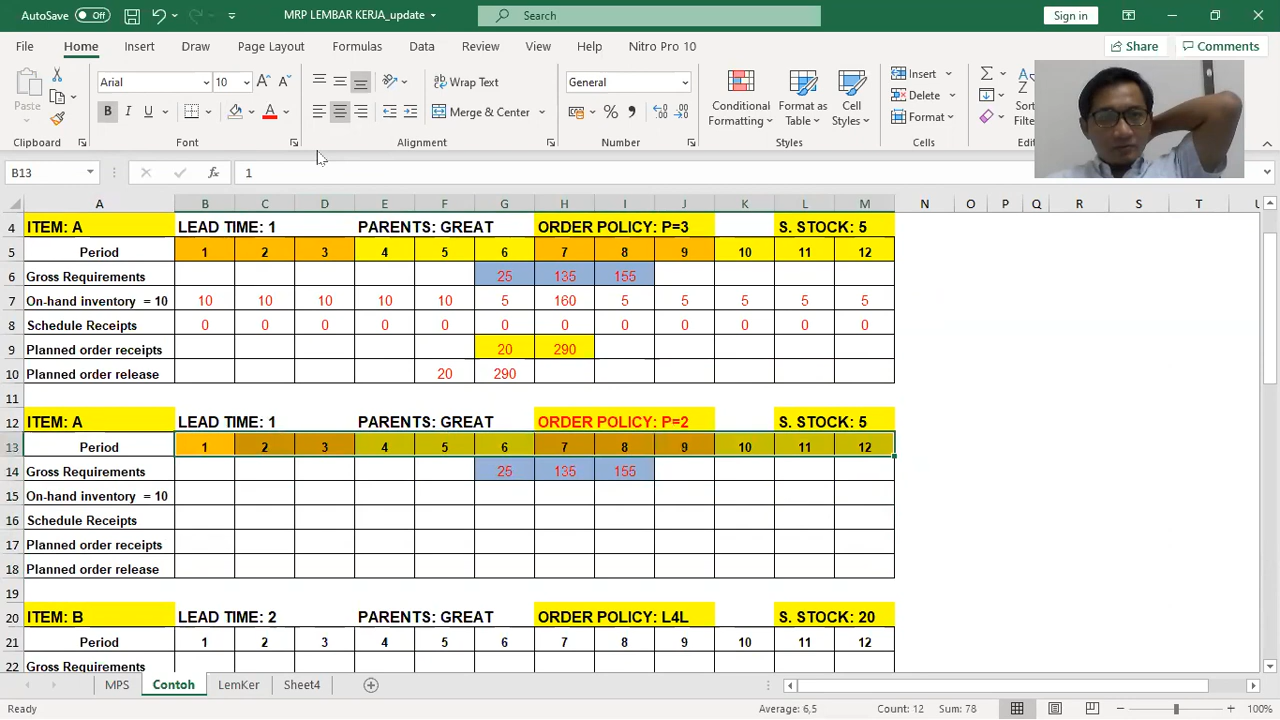 AutoSave Off MRP LEMBAR KERJA_update Search Sign in
File Home Insert Draw Page Layout Formulas Data Review View Help Nitro Pro 10 Share Comments
Paste Arial 10 A A Wrap Text General Conditional Formatting Format as Table Cell Styles Insert Sort
B I U A Merge & Center % , Delete Filter
Format
Clipboard Font Alignment Number Styles Cells
B13 fx 1
A B C D E F G H I J K L M N O P Q R S T
4 ITEM: A LEAD TIME: 1 PARENTS: GREAT ORDER POLICY: P=3 S. STOCK: 5
5 Period 1 2 3 4 5 6 7 8 9 10 11 12
6 Gross Requirements 25 135 155
7 On-hand inventory = 10 10 10 10 10 10 5 160 5 5 5 5 5
8 Schedule Receipts 0 0 0 0 0 0 0 0 0 0 0 0
9 Planned order receipts 20 290
10 Planned order release 20 290
11
12 ITEM: A LEAD TIME: 1 PARENTS: GREAT ORDER POLICY: P=2 S. STOCK: 5
13 Period 1 2 3 4 5 6 7 8 9 10 11 12
14 Gross Requirements 25 135 155
15 On-hand inventory = 10
16 Schedule Receipts
17 Planned order receipts
18 Planned order release
19
20 ITEM: B LEAD TIME: 2 PARENTS: GREAT ORDER POLICY: L4L S. STOCK: 20
21 Period 1 2 3 4 5 6 7 8 9 10 11 12
22 Gross Requirements
MPS Contoh LemKer Sheet4
Ready Average: 6,5 Count: 12 Sum: 78 100%